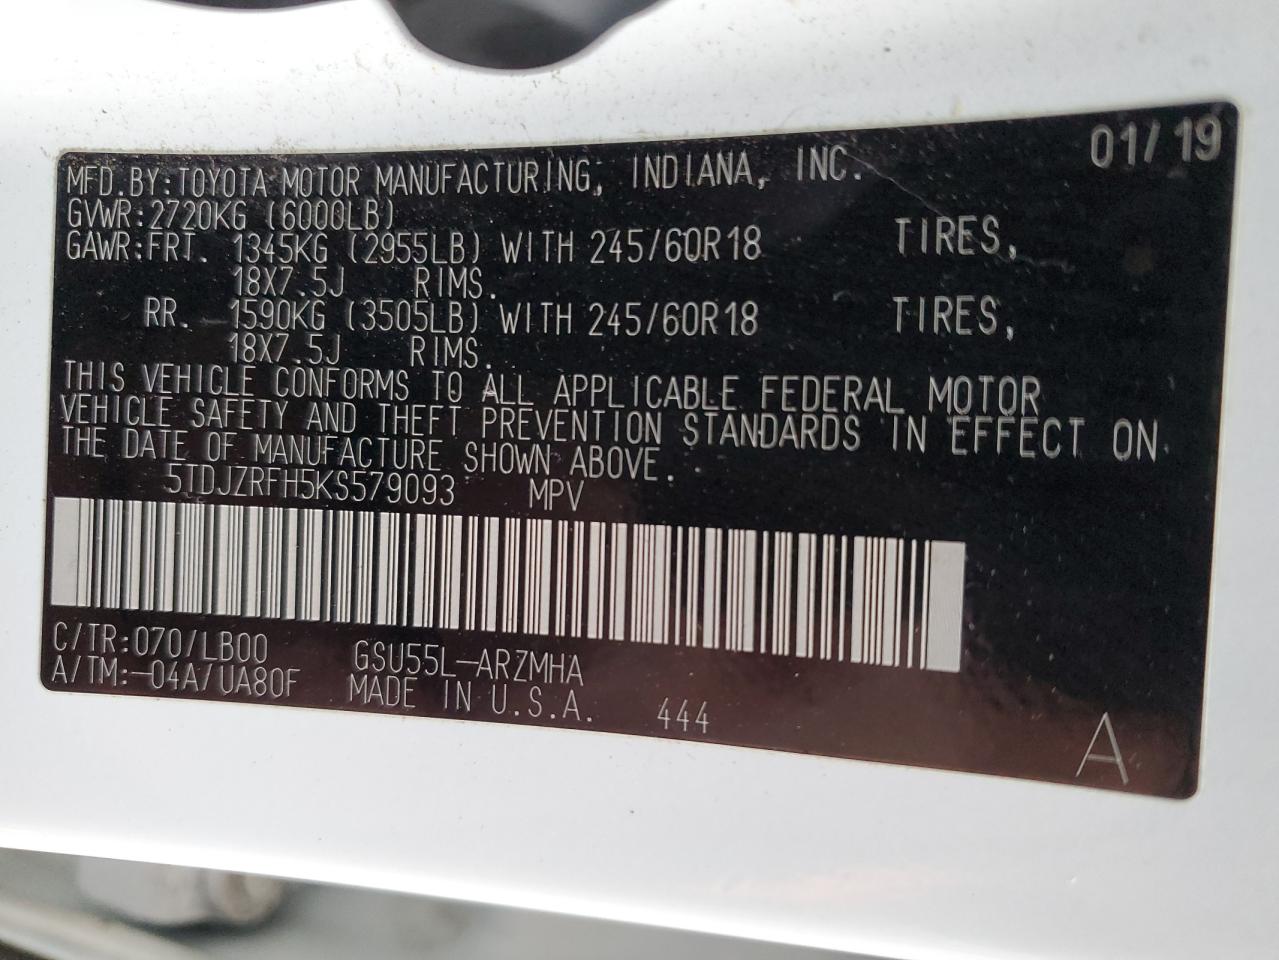 01/19
MFD.BY:TOYOTA MOTOR MANUFACTURING, INDIANA, INC.
GVWR:2720KG (6000LB)
GAWR:FRT. 1345KG (2955LB) WITH 245/60R18 TIRES,
18X7.5J RIMS.
RR. 1590KG (3505LB) WITH 245/60R18 TIRES,
18X7.5J RIMS.
THIS VEHICLE CONFORMS TO ALL APPLICABLE FEDERAL MOTOR
VEHICLE SAFETY AND THEFT PREVENTION STANDARDS IN EFFECT ON
THE DATE OF MANUFACTURE SHOWN ABOVE.
5TDJZRFH5KS579093 MPV
C/TR:070/LB00 GSU55L-ARZMHA
A/TM:-04A/UA80F MADE IN U.S.A. 444
A